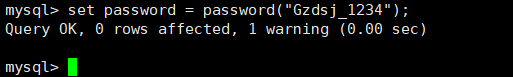 mysql> set password = password("Gzdsj_1234");
Query OK, 0 rows affected, 1 warning (0.00 sec)
mysql>